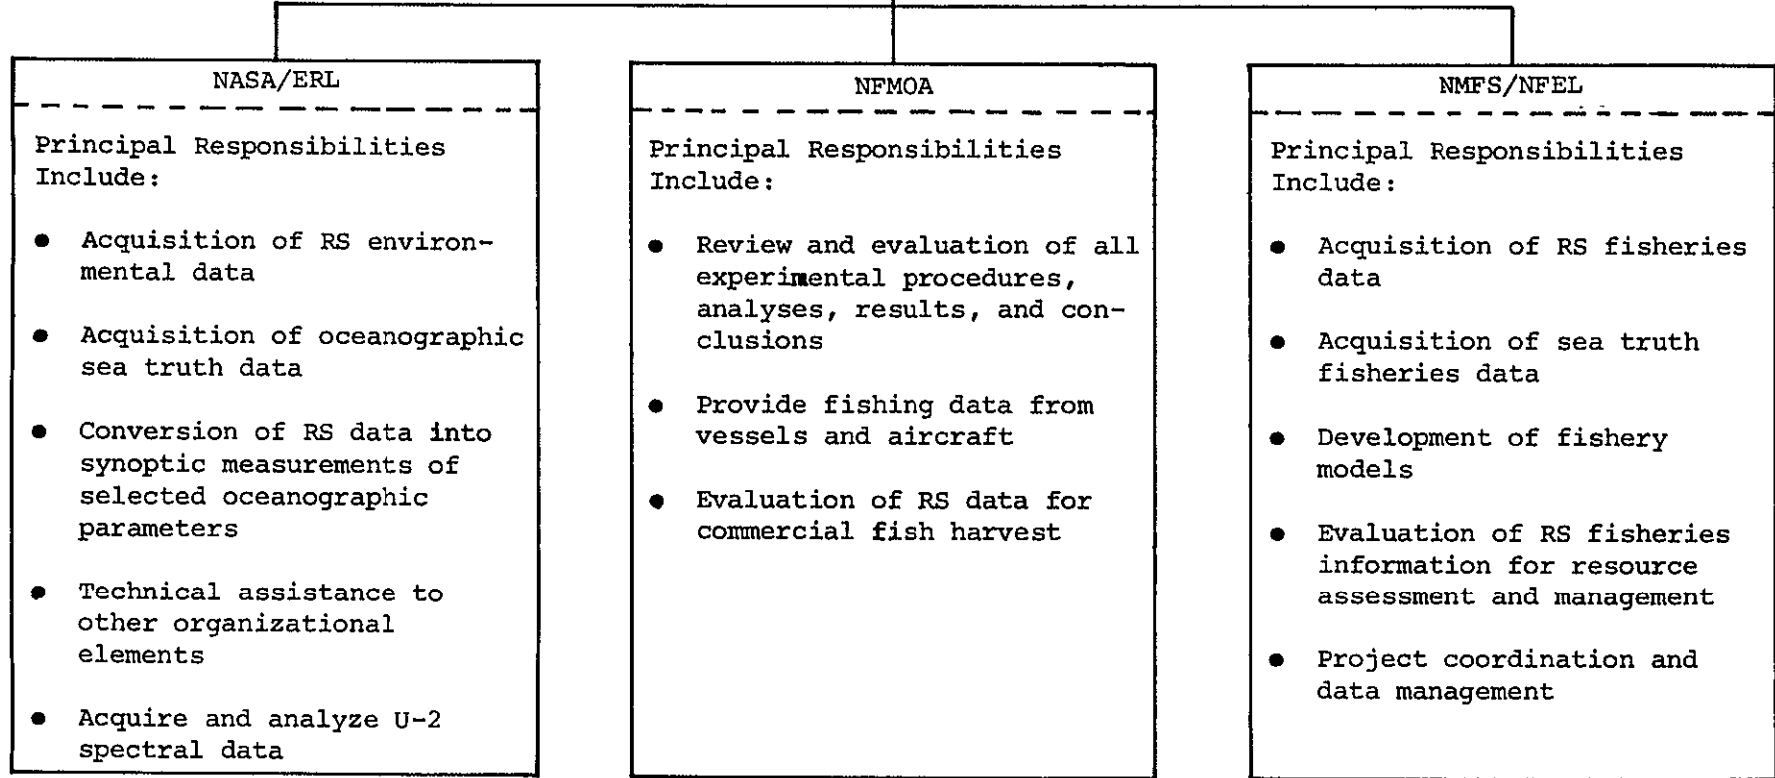 NASA/ERL
Principal Responsibilities
Include:
● Acquisition of RS environ-
mental data
● Acquisition of oceanographic
sea truth data
● Conversion of RS data into
synoptic measurements of
selected oceanographic
parameters
● Technical assistance to
other organizational
elements
● Acquire and analyze U-2
spectral data
NFMOA
Principal Responsibilities
Include:
● Review and evaluation of all
experimental procedures,
analyses, results, and con-
clusions
● Provide fishing data from
vessels and aircraft
● Evaluation of RS data for
commercial fish harvest
NMFS/NFEL
Principal Responsibilities
Include:
● Acquisition of RS fisheries
data
● Acquisition of sea truth
fisheries data
● Development of fishery
models
● Evaluation of RS fisheries
information for resource
assessment and management
● Project coordination and
data management